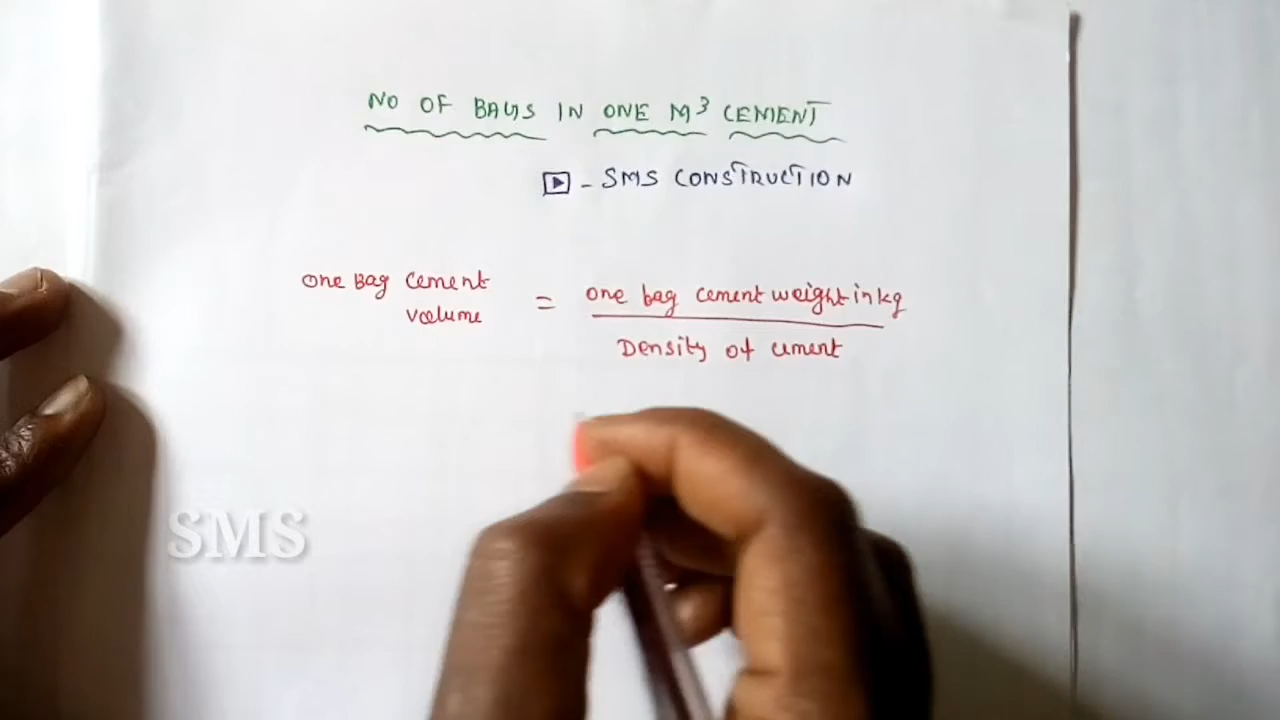 NO OF BAGS IN ONE M³ CEMENT
- SMS CONSTRUCTION
one Bag cement volume = one bag cement weight in kg
Density of cement
SMS